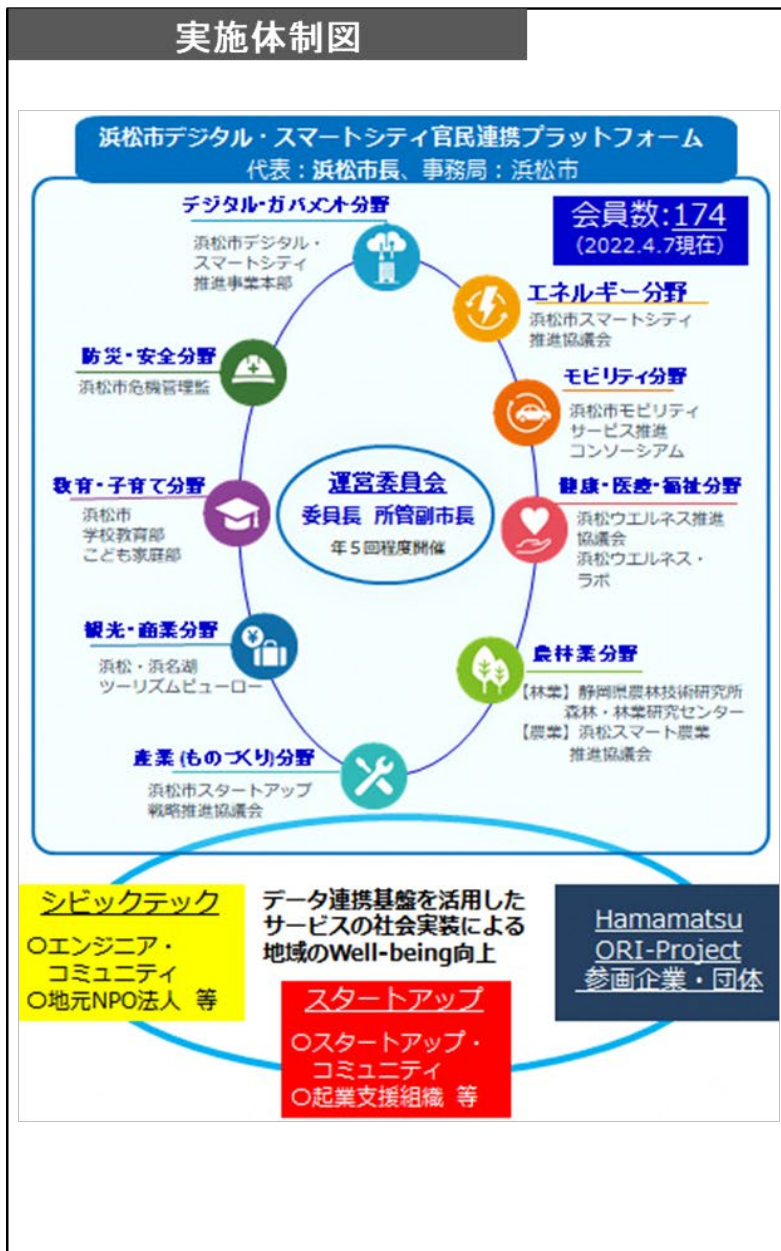 実施体制図
浜松市デジタル・スマートシティ官民連携プラットフォーム
代表：浜松市長、事務局：浜松市
デジタル・ガバメント分野
浜松市デジタル・
スマートシティ
推進事業本部
会員数:174
(2022.4.7現在)
エネルギー分野
浜松市スマートシティ
推進協議会
防災・安全分野
浜松市危機管理監
モビリティ分野
浜松市モビリティ
サービス推進
コンソーシアム
教育・子育て分野
浜松市
学校教育部
こども家庭部
運営委員会
委員長 所管副市長
年５回程度開催
健康・医療・福祉分野
浜松ウエルネス推進
協議会
浜松ウエルネス・
ラボ
観光・商業分野
浜松・浜名湖
ツーリズムビューロー
農林業分野
【林業】静岡県農林技術研究所
森林・林業研究センター
【農業】浜松スマート農業
推進協議会
産業(ものづくり)分野
浜松市スタートアップ
戦略推進協議会
シビックテック
○エンジニア・
コミュニティ
○地元NPO法人 等
データ連携基盤を活用した
サービスの社会実装による
地域のWell-being向上
スタートアップ
○スタートアップ・
コミュニティ
○起業支援組織 等
Hamamatsu
ORI-Project
参画企業・団体